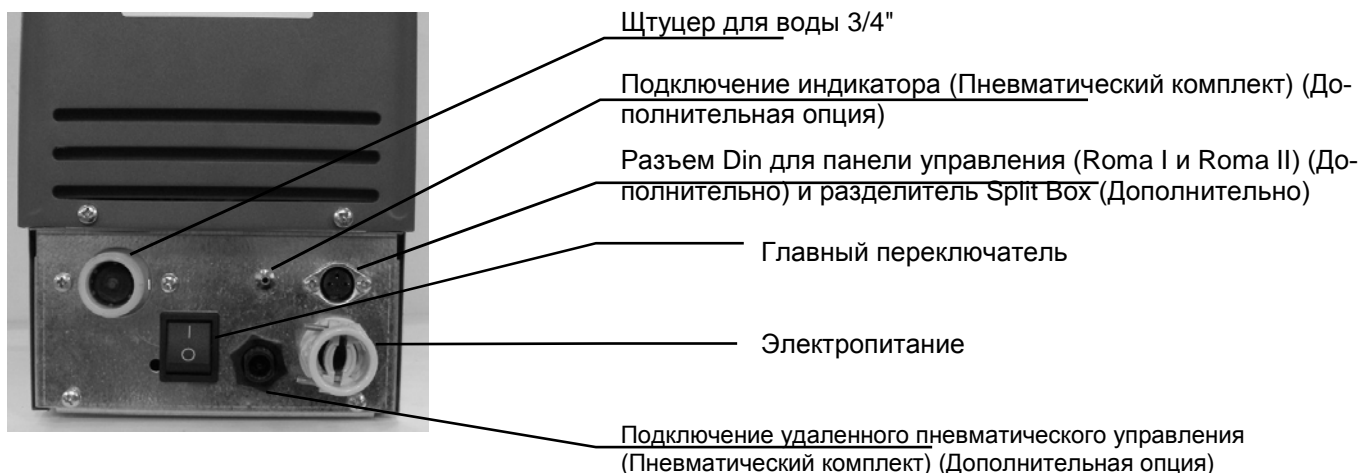 Щтуцер для воды 3/4"
Подключение индикатора (Пневматический комплект) (До-
полнительная опция)
Разъем Din для панели управления (Roma I и Roma II) (До-
полнительно) и разделитель Split Box (Дополнительно)
Главный переключатель
Электропитание
Подключение удаленного пневматического управления
(Пневматический комплект) (Дополнительная опция)